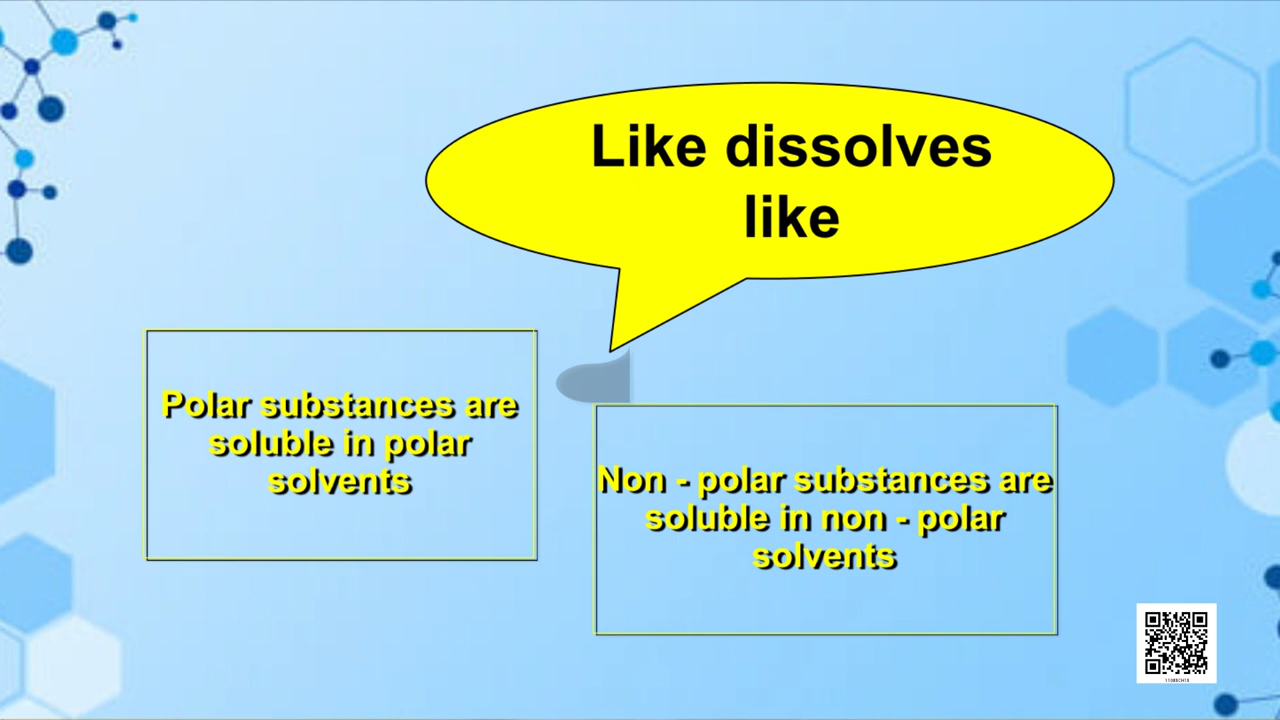 Like dissolves
like
Polar substances are
soluble in polar
solvents
Non - polar substances are
soluble in non - polar
solvents